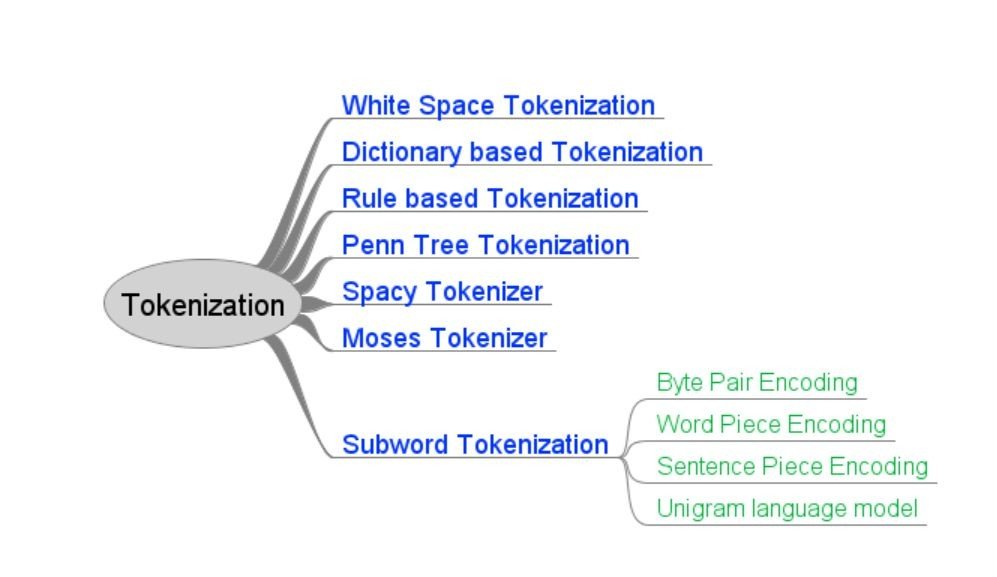 White Space Tokenization
Dictionary based Tokenization
Rule based Tokenization
Penn Tree Tokenization
Spacy Tokenizer
Tokenization
Moses Tokenizer
Subword Tokenization
Byte Pair Encoding
Word Piece Encoding
Sentence Piece Encoding
Unigram language model